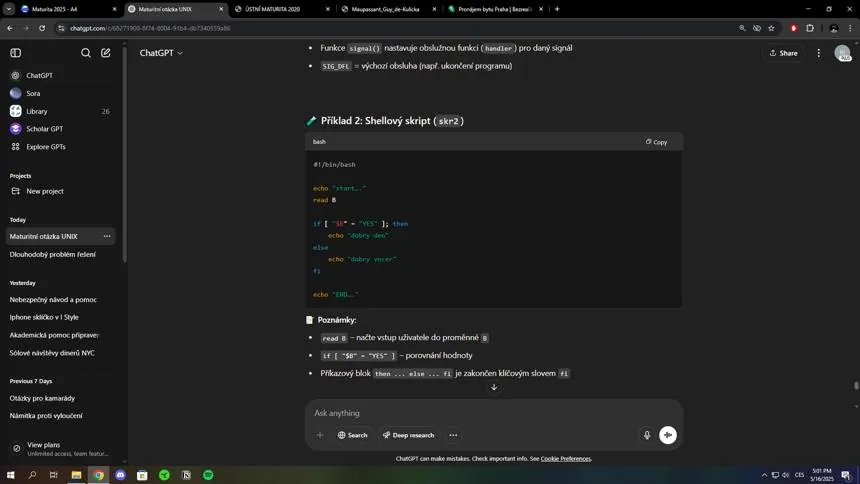 Maturita 2025 - A4
Maturitní otázka UNIX
ÚSTNÍ MATURITA 2020
Maupassant_Guy_de-Kulicka
Pronájem bytu Praha | Bezreali
chatgpt.com/c/68271900-8f74-8004-91b4-db7340559a86
ChatGPT
Share
PLUS
ChatGPT
Sora
Library 26
Scholar GPT
Explore GPTs
Projects
New project
Today
Maturitní otázka UNIX
Dlouhodobý problém řešení
Yesterday
Nebezpečný návod a pomoc
Iphone sklíčko v I Style
Akademická pomoc připraven
Sólové návštěvy dinerů NYC
Previous 7 Days
Otázky pro kamarády
Námitka proti vyloučení
View plans
Unlimited access, team featur...
Funkce signal() nastavuje obslužnou funkci (handler) pro daný signál
SIG_DFL = výchozí obsluha (např. ukončení programu)
Příklad 2: Shellový skript (skr2)
bash
Copy
#!/bin/bash
echo "start…."
read B
if [ "$B" = "YES" ]; then
echo "dobry den"
else
echo "dobry vecer"
fi
echo "END…."
Poznámky:
read B – načte vstup uživatele do proměnné B
if [ "$B" = "YES" ] – porovnání hodnoty
Příkazový blok then ... else ... fi je zakončen klíčovým slovem fi
Ask anything
Search
Deep research
ChatGPT can make mistakes. Check important info. See Cookie Preferences.
CES
5:01 PM
5/16/2025